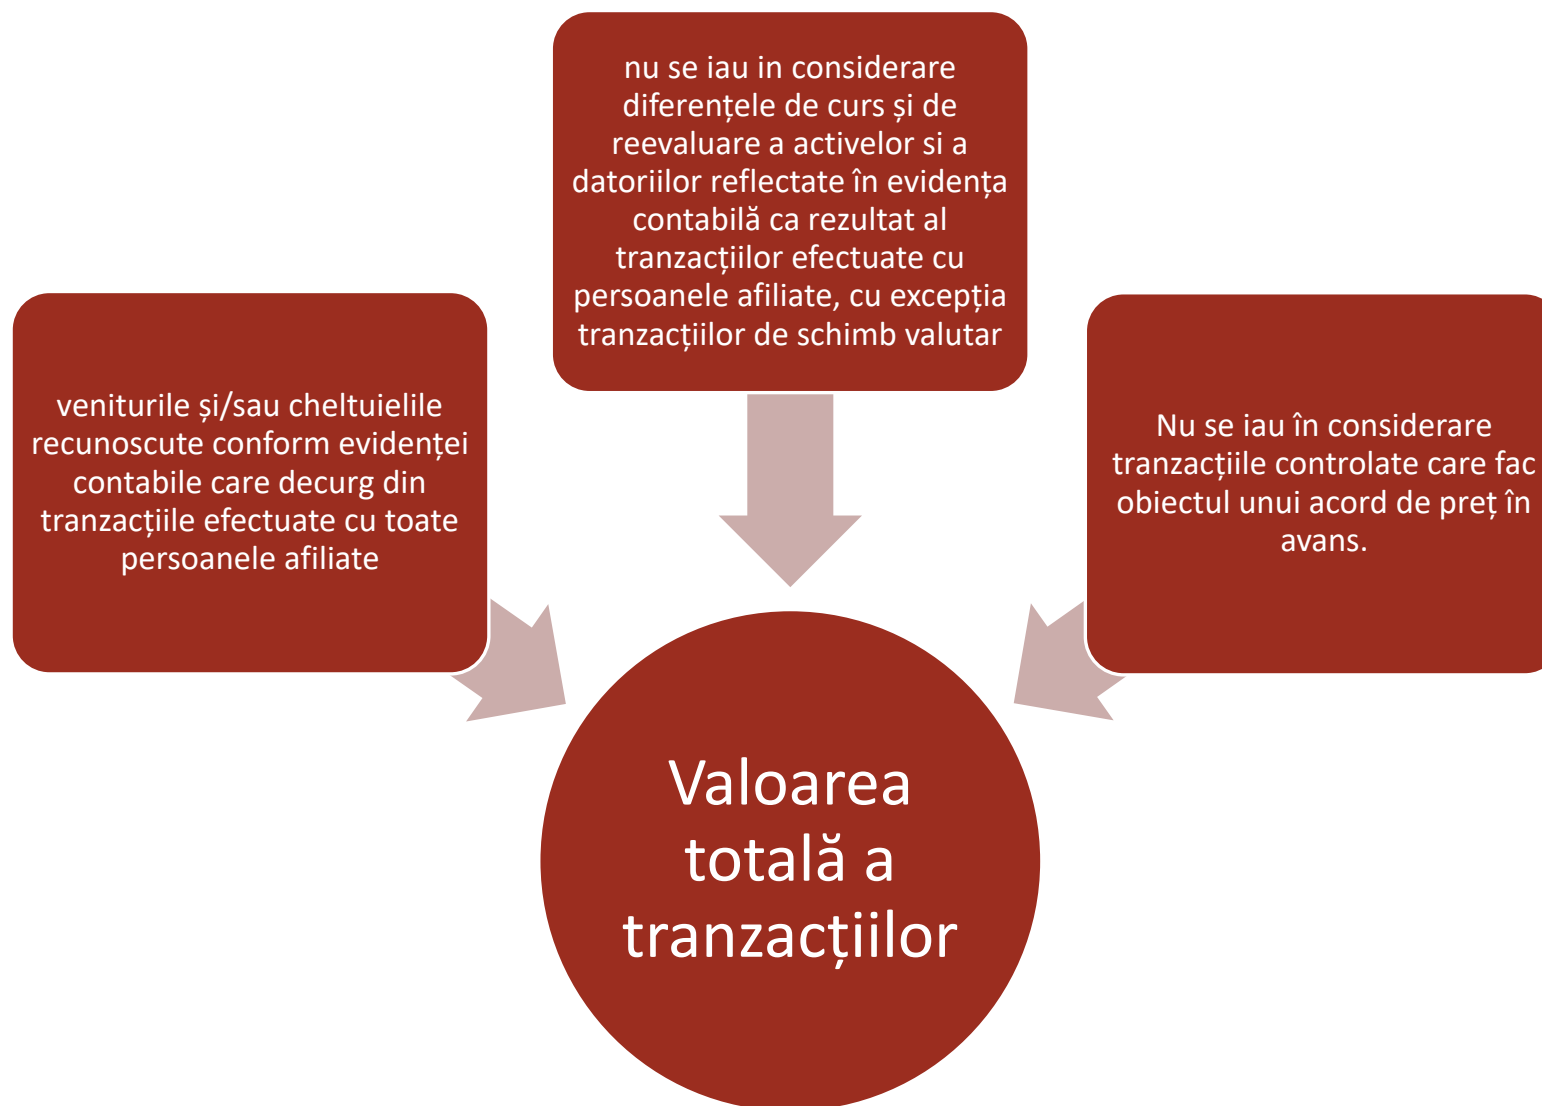 nu se iau in considerare
diferențele de curs și de
reevaluare a activelor si a
datoriilor reflectate în evidența
contabilă ca rezultat al
tranzacțiilor efectuate cu
persoanele afiliate, cu excepția
tranzacțiilor de schimb valutar
veniturile și/sau cheltuielile
recunoscute conform evidenței
contabile care decurg din
tranzacțiile efectuate cu toate
persoanele afiliate
Nu se iau în considerare
tranzacțiile controlate care fac
obiectul unui acord de preț în
avans.
Valoarea
totală a
tranzacțiilor